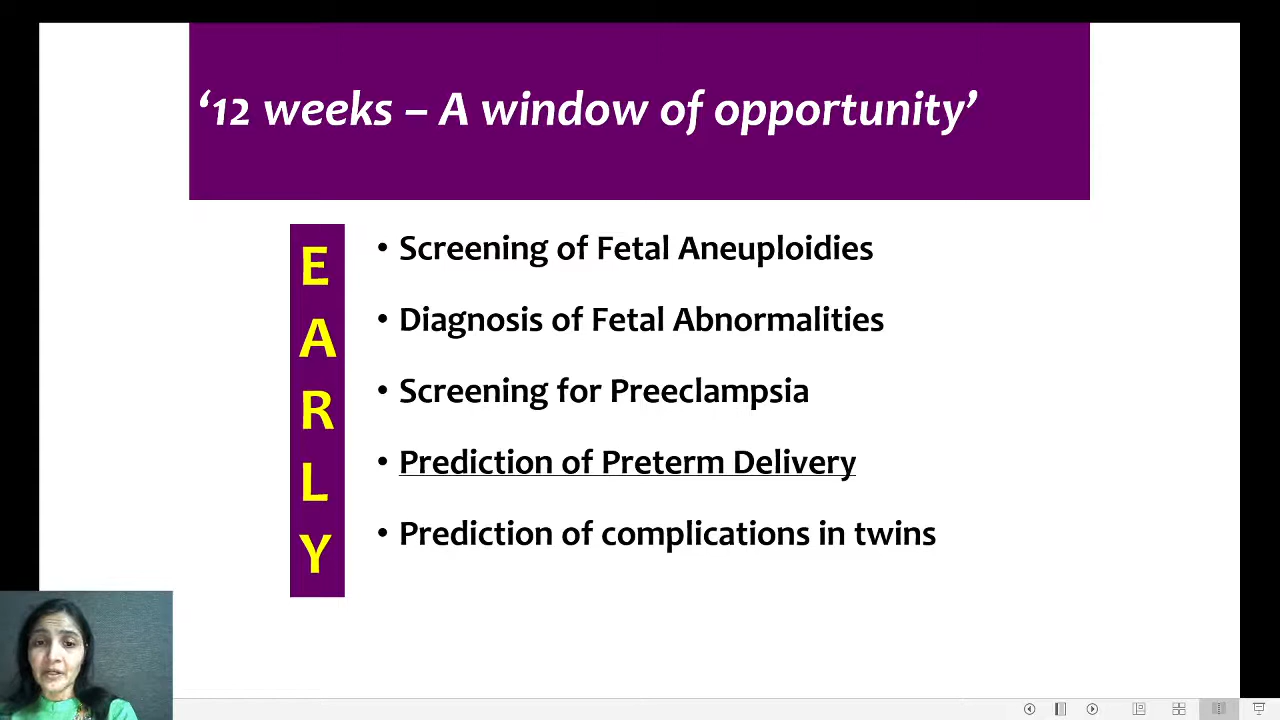 ‘12 weeks – A window of opportunity’
E
A
R
L
Y
• Screening of Fetal Aneuploidies
• Diagnosis of Fetal Abnormalities
• Screening for Preeclampsia
• Prediction of Preterm Delivery
• Prediction of complications in twins